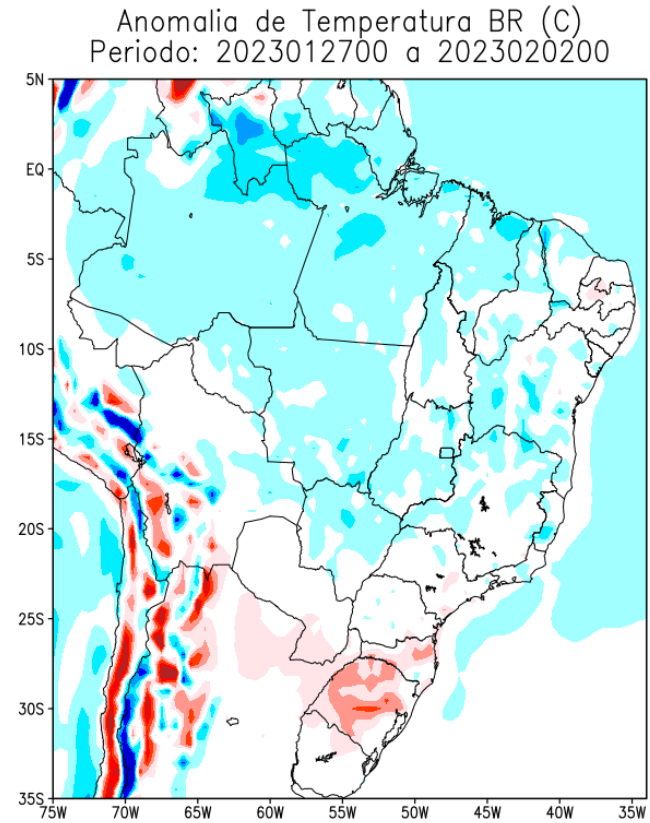 Anomalia de Temperatura BR (C)
Periodo: 2023012700 a 2023020200
5N
EQ
5S
10S
15S
20S
25S
30S
35S
75W 70W 65W 60W 55W 50W 45W 40W 35W